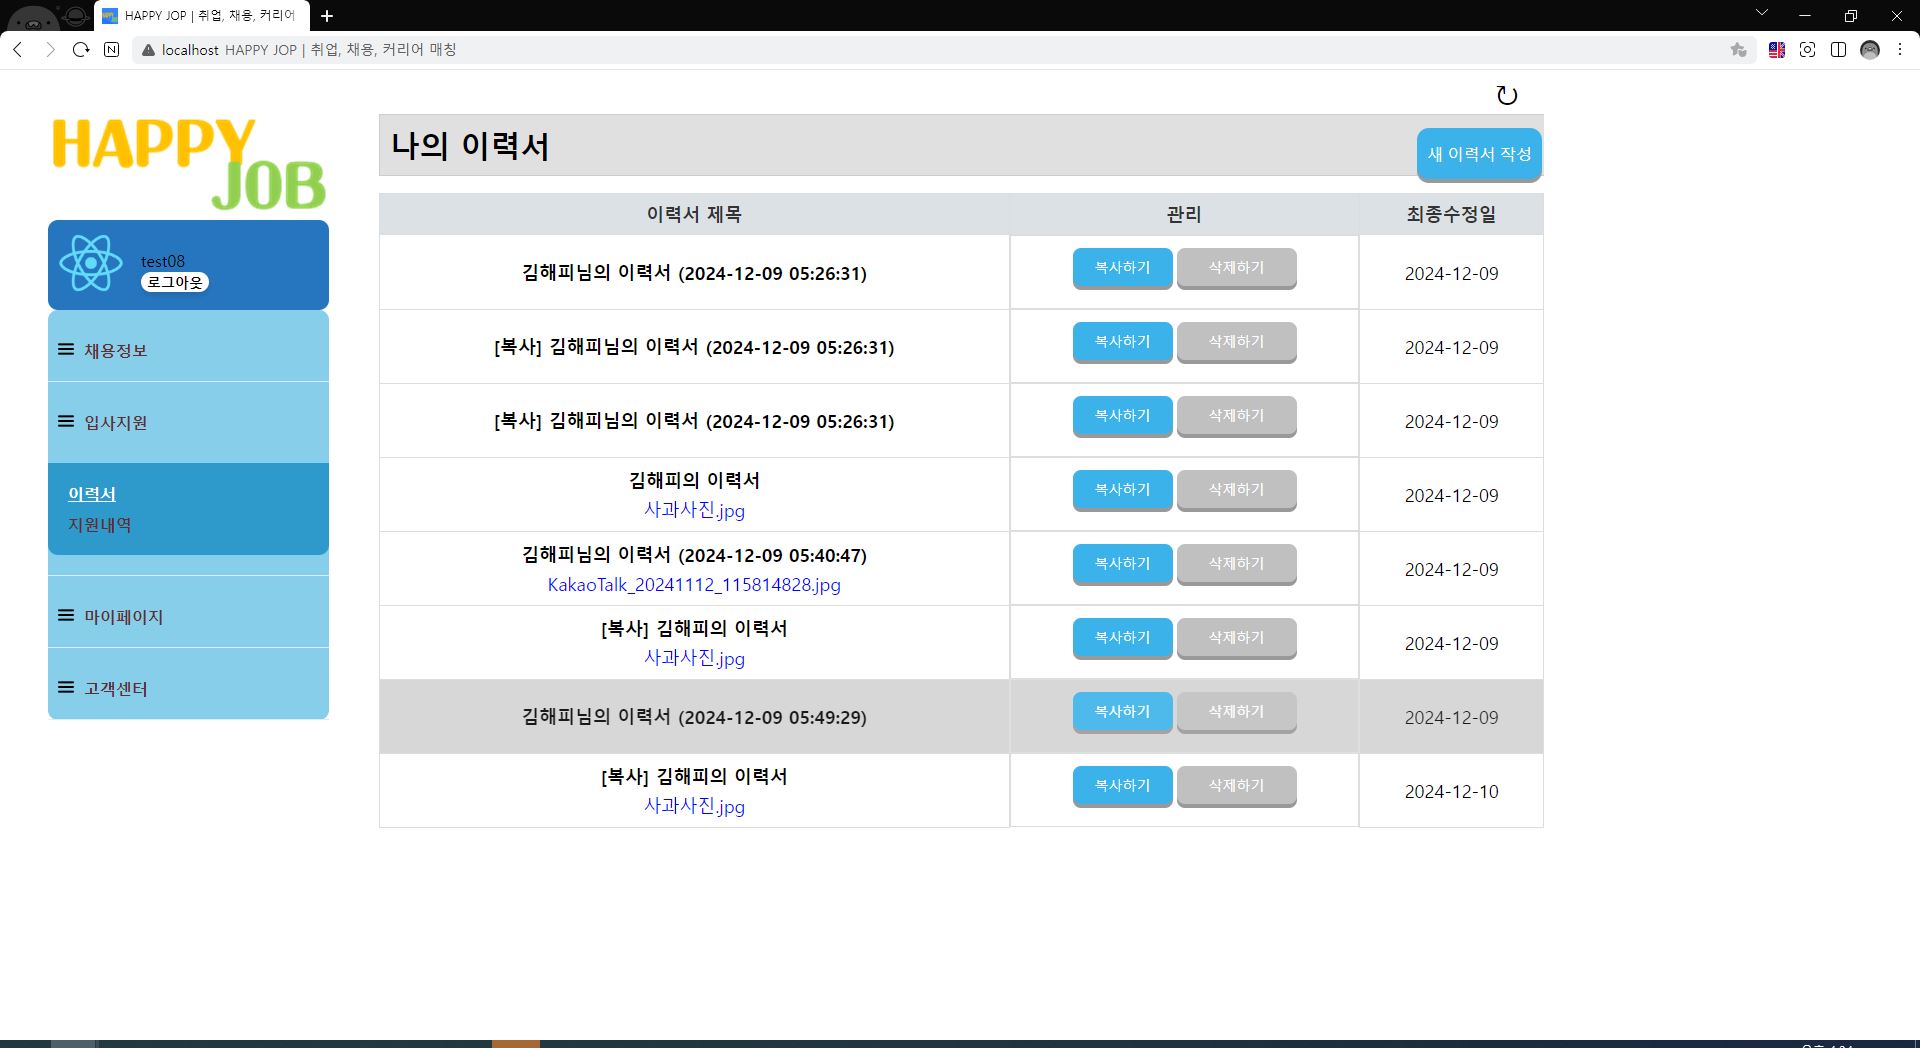 HAPPY JOP | 취업, 채용, 커리어
localhost HAPPY JOP | 취업, 채용, 커리어 매칭
HAPPY
JOB
test08
로그아웃
채용정보
입사지원
이력서
지원내역
마이페이지
고객센터
나의 이력서
새 이력서 작성
이력서 제목 관리 최종수정일
김해피님의 이력서 (2024-12-09 05:26:31) 복사하기 삭제하기 2024-12-09
[복사] 김해피님의 이력서 (2024-12-09 05:26:31) 복사하기 삭제하기 2024-12-09
[복사] 김해피님의 이력서 (2024-12-09 05:26:31) 복사하기 삭제하기 2024-12-09
김해피의 이력서 복사하기 삭제하기 2024-12-09
사과사진.jpg
김해피님의 이력서 (2024-12-09 05:40:47) 복사하기 삭제하기 2024-12-09
KakaoTalk_20241112_115814828.jpg
[복사] 김해피의 이력서 복사하기 삭제하기 2024-12-09
사과사진.jpg
김해피님의 이력서 (2024-12-09 05:49:29) 복사하기 삭제하기 2024-12-09
[복사] 김해피의 이력서 복사하기 삭제하기 2024-12-10
사과사진.jpg